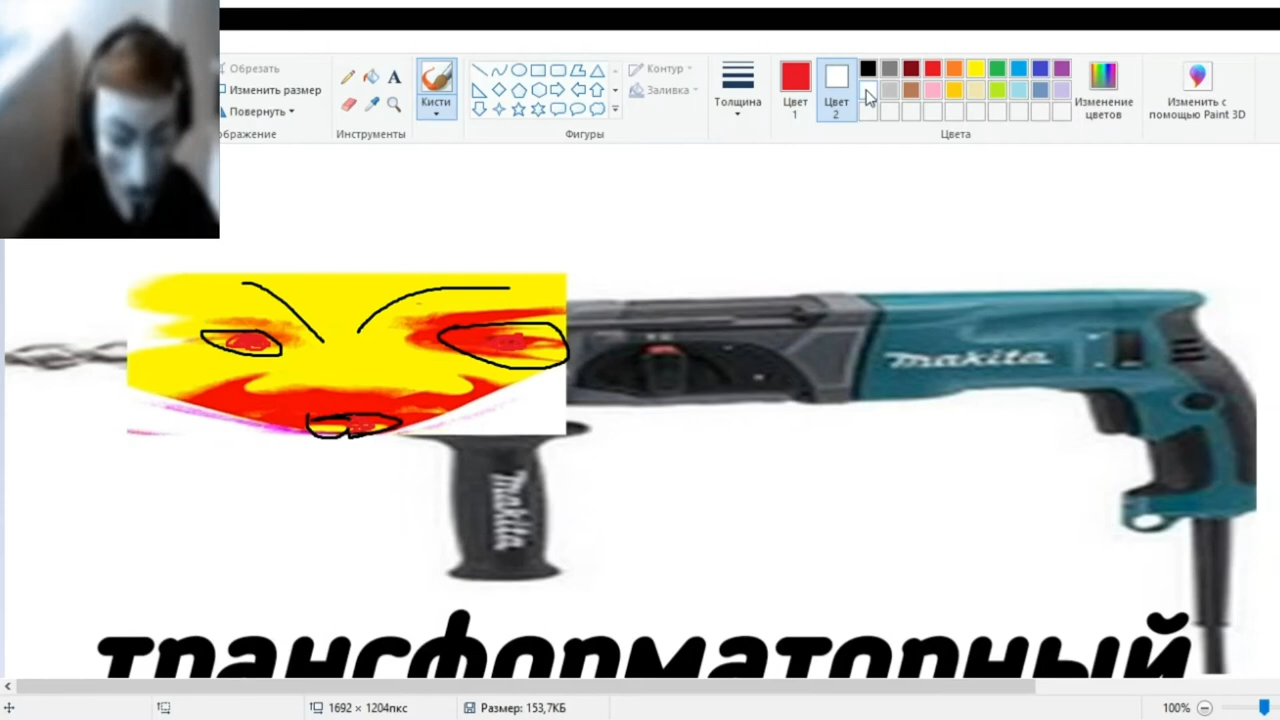 Обрезать
Изменить размер
Повернуть
ображение
Инструменты
Кисти
Фигуры
Контур
Заливка
Толщина
Цвет
1
Цвет
2
Цвета
Изменение
цветов
Изменить с
помощью Paint 3D
makita
makita
трансформаторный
1692 × 1204пкс
Размер: 153,7КБ
100%